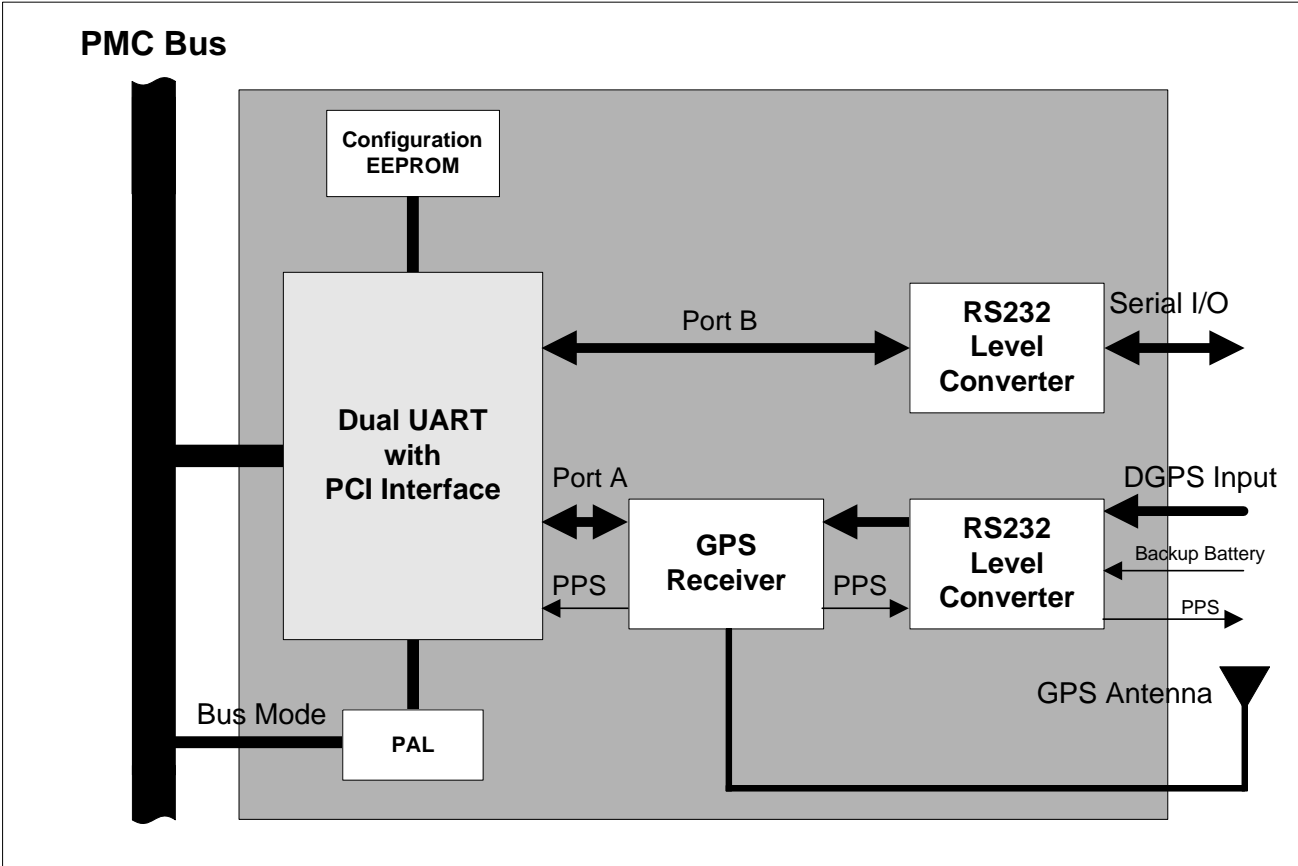 PMC Bus
Configuration
EEPROM
Port B
RS232
Level
Converter
Serial I/O
Dual UART
with
PCI Interface
Port A
PPS
GPS
Receiver
PPS
RS232
Level
Converter
DGPS Input
Backup Battery
PPS
GPS Antenna
Bus Mode
PAL